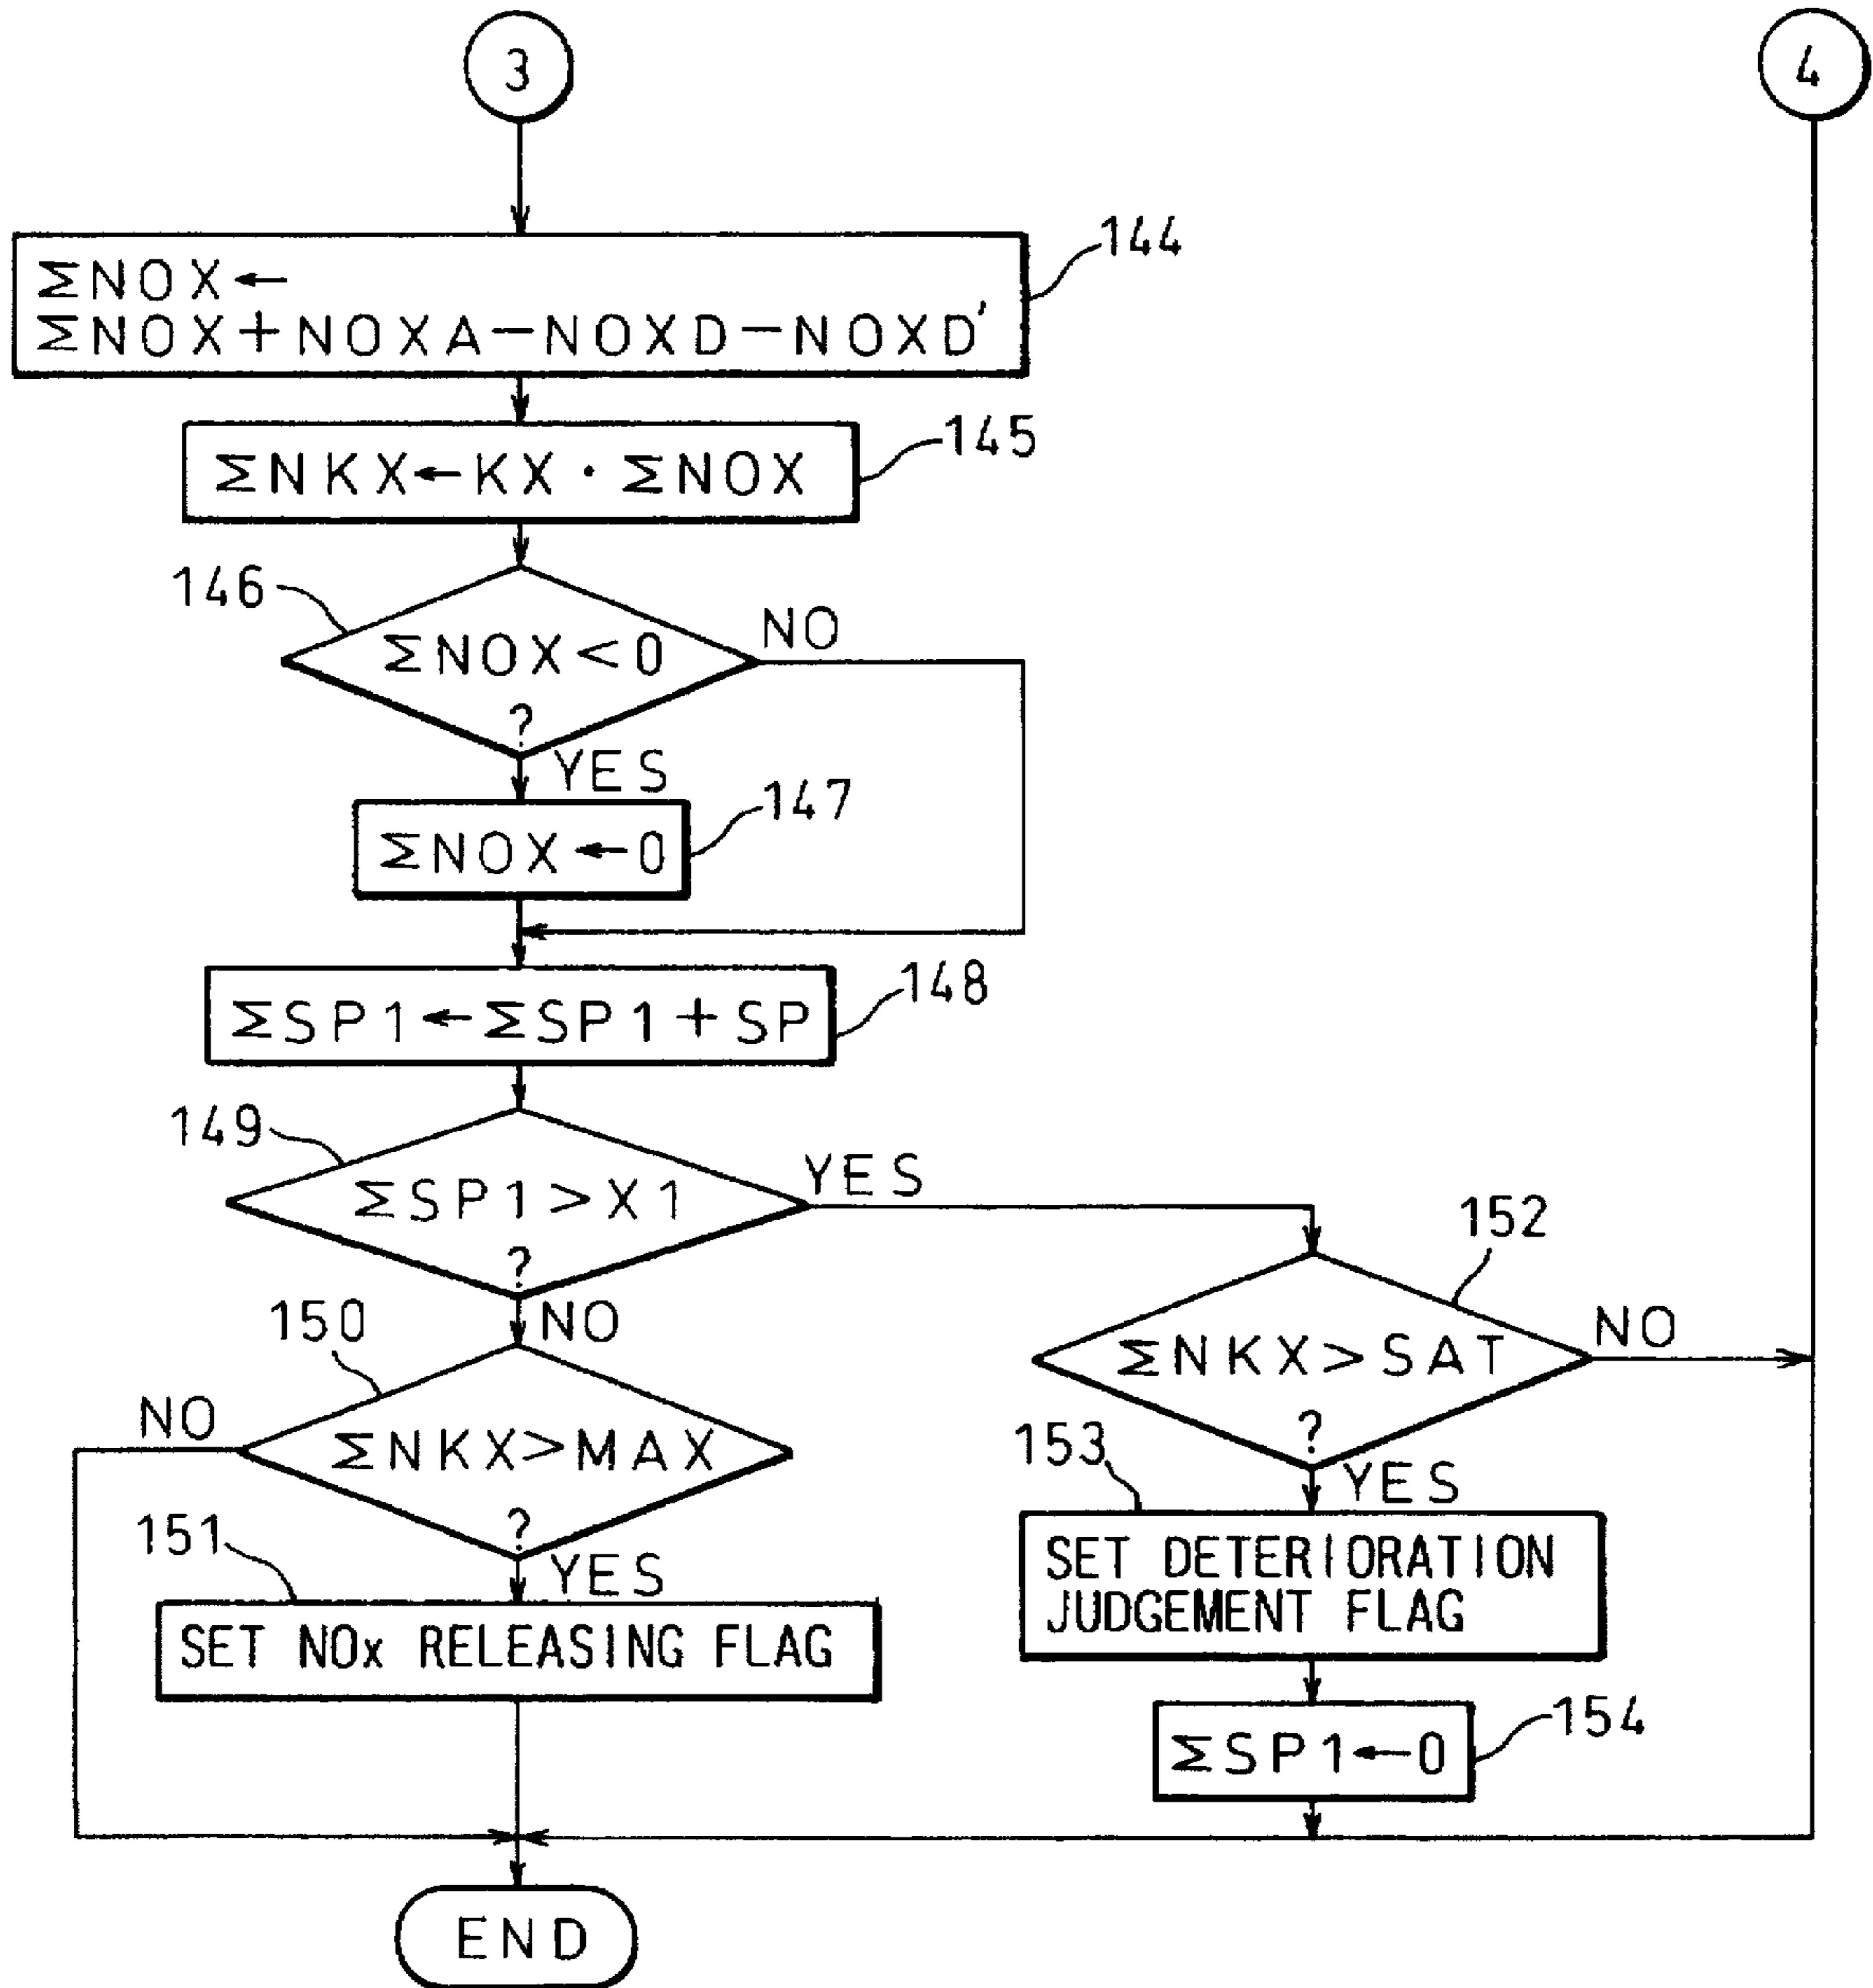 3
4
ΣNOX←
ΣNOX+NOXA−NOXD−NOXD'
144
ΣNKX←KX・ΣNOX
145
146
ΣNOX<0
?
NO
YES
ΣNOX←0
147
ΣSP1←ΣSP1+SP
148
149
ΣSP1>X1
?
YES
NO
152
ΣNKX>SAT
?
NO
YES
150
NO
ΣNKX>MAX
?
YES
151
SET NOx RELEASING FLAG
153
SET DETERIORATION
JUDGEMENT FLAG
ΣSP1←0
154
END